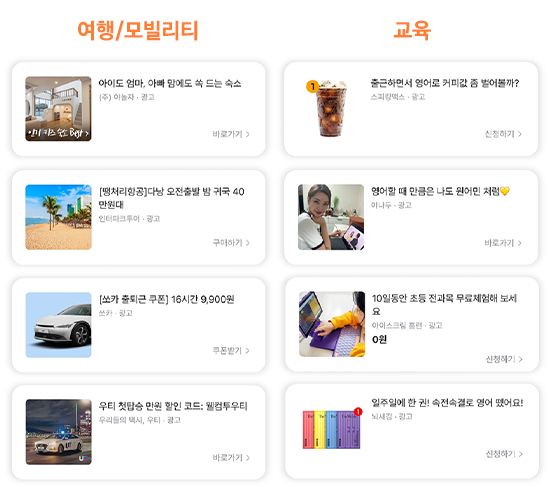 여행/모빌리티
아이도 엄마, 아빠 맘에도 쏙 드는 숙소
(주) 야놀자 · 광고
인기 키즈 숙소 Best >
바로가기 >
[땡처리항공]다낭 오전출발 밤 귀국 40
만원대
인터파크투어 · 광고
구매하기 >
[쏘카 출퇴근 쿠폰] 16시간 9,900원
쏘카 · 광고
쿠폰받기 >
우티 첫탑승 만원 할인 코드: 웰컴투우티
우리들의 택시, 우티 · 광고
바로가기 >
교육
1
출근하면서 영어로 커피값 좀 벌어볼까?
스피킹맥스 · 광고
신청하기 >
영어할 때 만큼은 나도 원어민 처럼💛
야나두 · 광고
바로가기 >
10일동안 초등 전과목 무료체험해 보세
요
아이스크림 홈런 · 광고
0원
신청하기 >
1
일주일에 한 권! 속전속결로 영어 뗐어요!
뇌새김 · 광고
신청하기 >